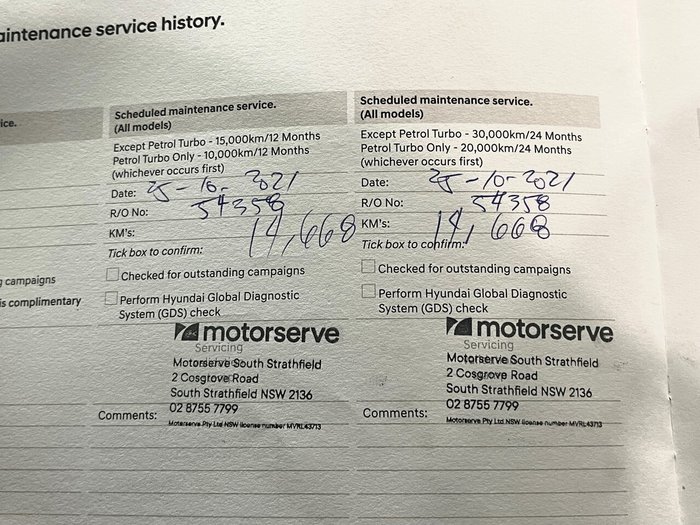 aintenance service history.
ice.
g campaigns
is complimentary
Scheduled maintenance service.
(All models)
Except Petrol Turbo - 15,000km/12 Months
Petrol Turbo Only - 10,000km/12 Months
(whichever occurs first)
Date: 25-10-2021
R/O No: 54358
KM's: 14,668
Tick box to confirm:
Checked for outstanding campaigns
Perform Hyundai Global Diagnostic
System (GDS) check
motorserve
Servicing
Motorserve South Strathfield
2 Cosgrove Road
South Strathfield NSW 2136
02 8755 7799
Comments:
Motorserve Pty Ltd NSW license number MVRL43713
Scheduled maintenance service.
(All models)
Except Petrol Turbo - 30,000km/24 Months
Petrol Turbo Only - 20,000km/24 Months
(whichever occurs first)
Date: 25-10-2021
R/O No: 54358
KM's: 14,668
Tick box to confirm:
Checked for outstanding campaigns
Perform Hyundai Global Diagnostic
System (GDS) check
motorserve
Servicing
Motorserve South Strathfield
2 Cosgrove Road
South Strathfield NSW 2136
02 8755 7799
Comments:
Motorserve Pty Ltd NSW license number MVRL43713